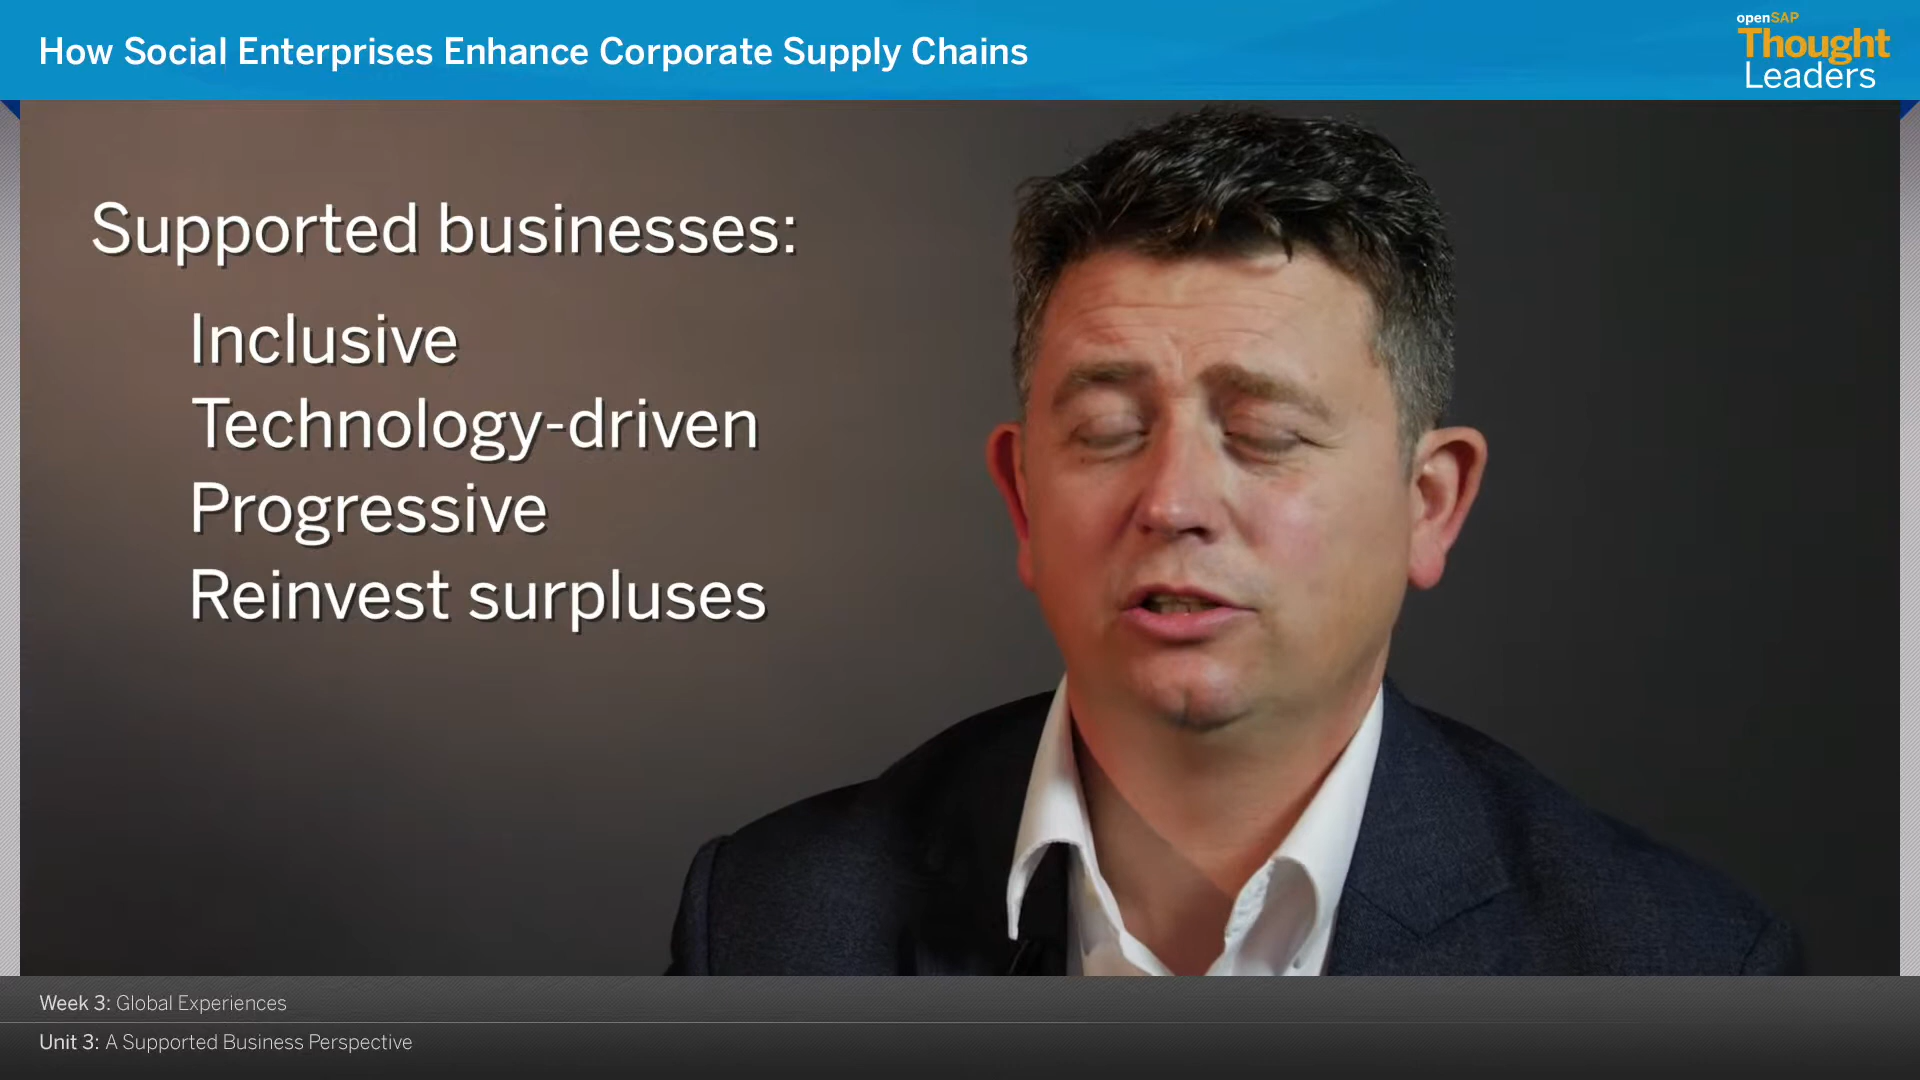 How Social Enterprises Enhance Corporate Supply Chains
openSAP
Thought
Leaders
Supported businesses:
Inclusive
Technology-driven
Progressive
Reinvest surpluses
Week 3: Global Experiences
Unit 3: A Supported Business Perspective